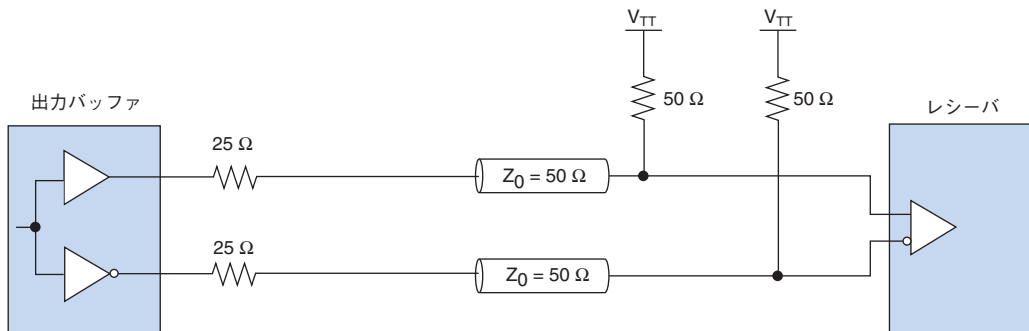 V_TT
V_TT
50 Ω
50 Ω
出力バッファ
レシーバ
25 Ω
Z_0 = 50 Ω
25 Ω
Z_0 = 50 Ω